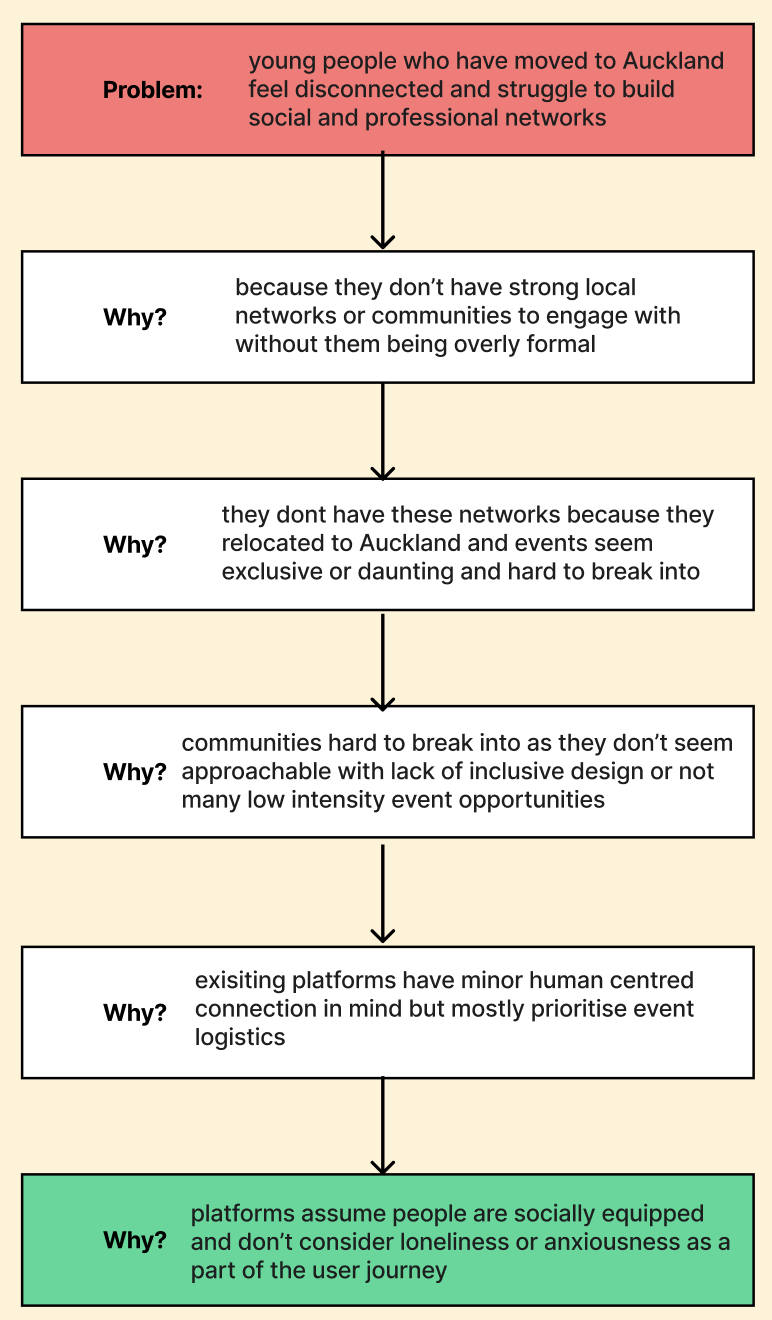 Problem:
young people who have moved to Auckland
feel disconnected and struggle to build
social and professional networks
Why?
because they don’t have strong local
networks or communities to engage with
without them being overly formal
Why?
they dont have these networks because they
relocated to Auckland and events seem
exclusive or daunting and hard to break into
Why?
communities hard to break into as they don’t seem
approachable with lack of inclusive design or not
many low intensity event opportunities
Why?
exisiting platforms have minor human centred
connection in mind but mostly prioritise event
logistics
Why?
platforms assume people are socially equipped
and don’t consider loneliness or anxiousness as a
part of the user journey